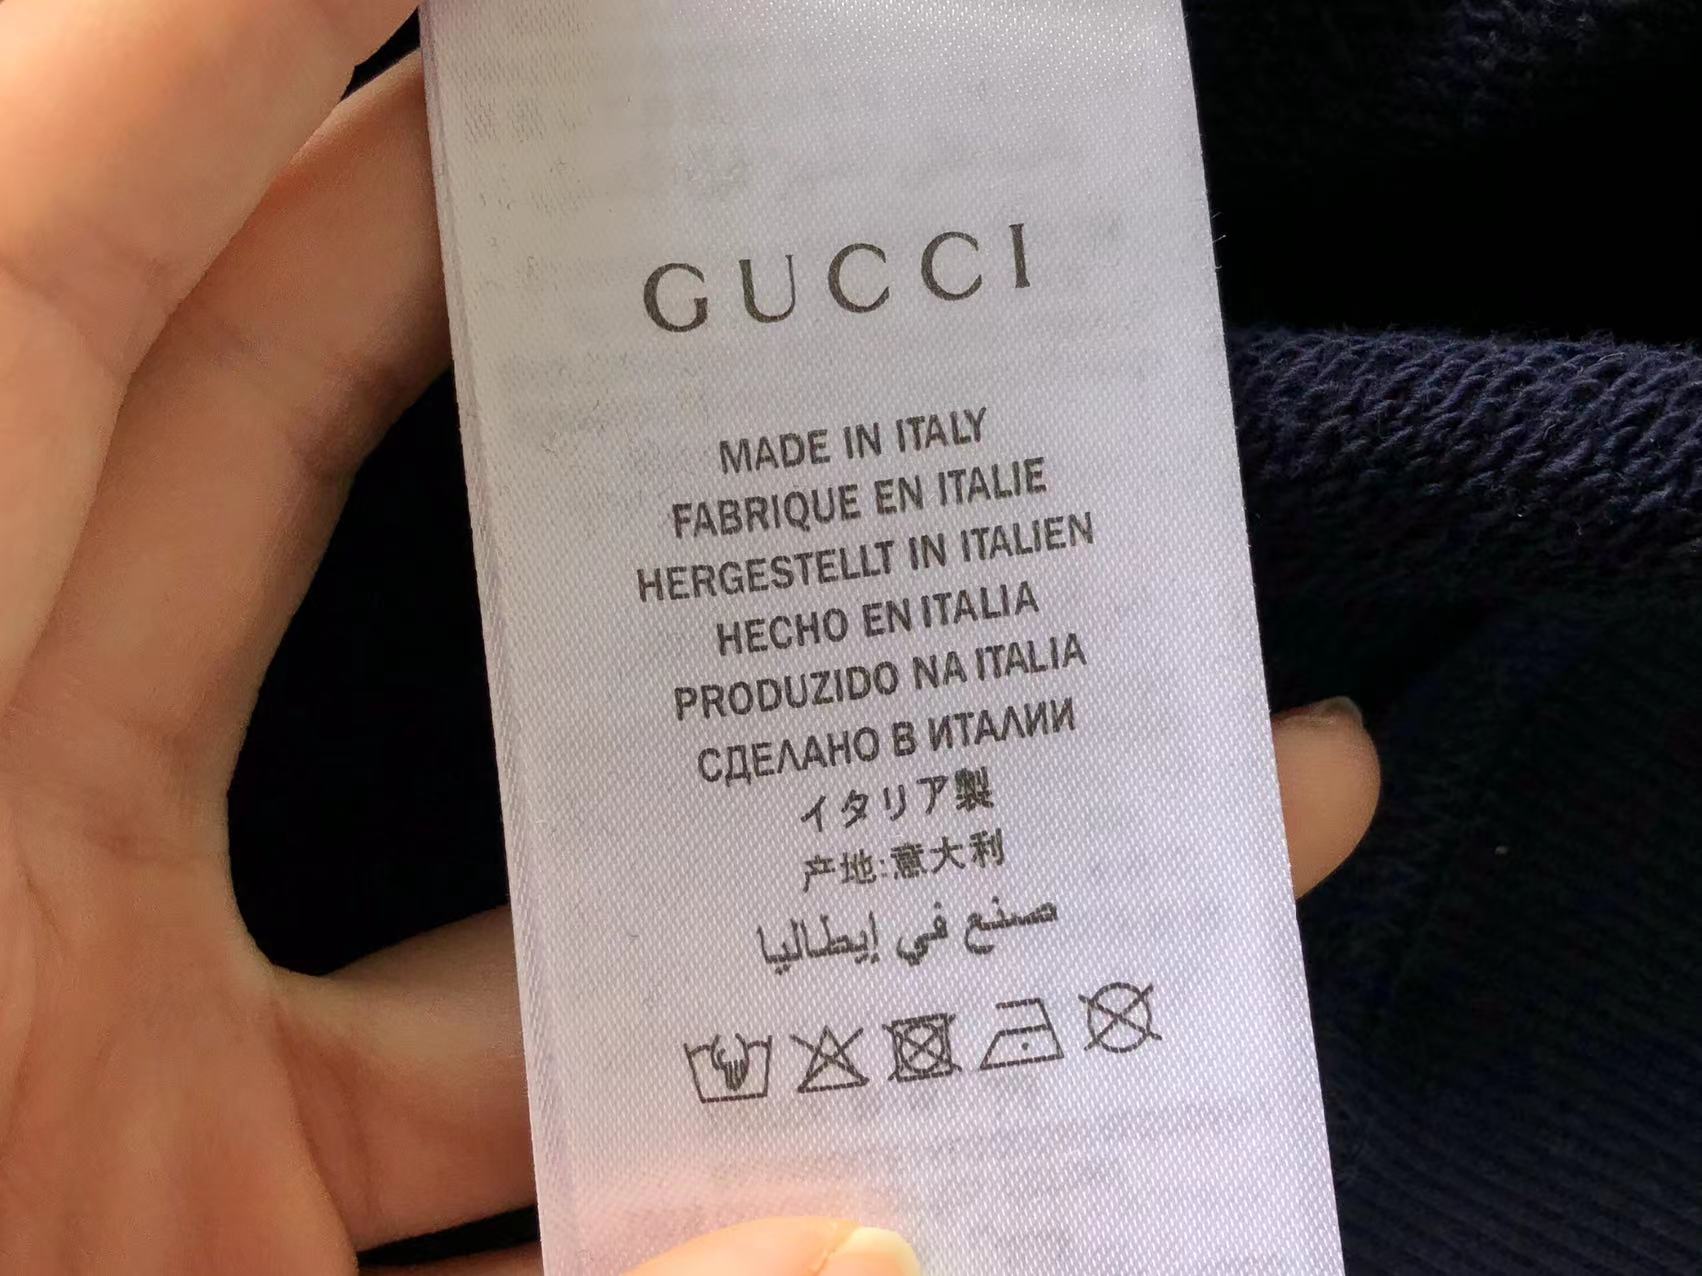 GUCCI
MADE IN ITALY
FABRIQUE EN ITALIE
HERGESTELLT IN ITALIEN
HECHO EN ITALIA
PRODUZIDO NA ITALIA
СДЕЛАНО В ИТАЛИИ
イタリア製
产地:意大利
صنع في إيطاليا